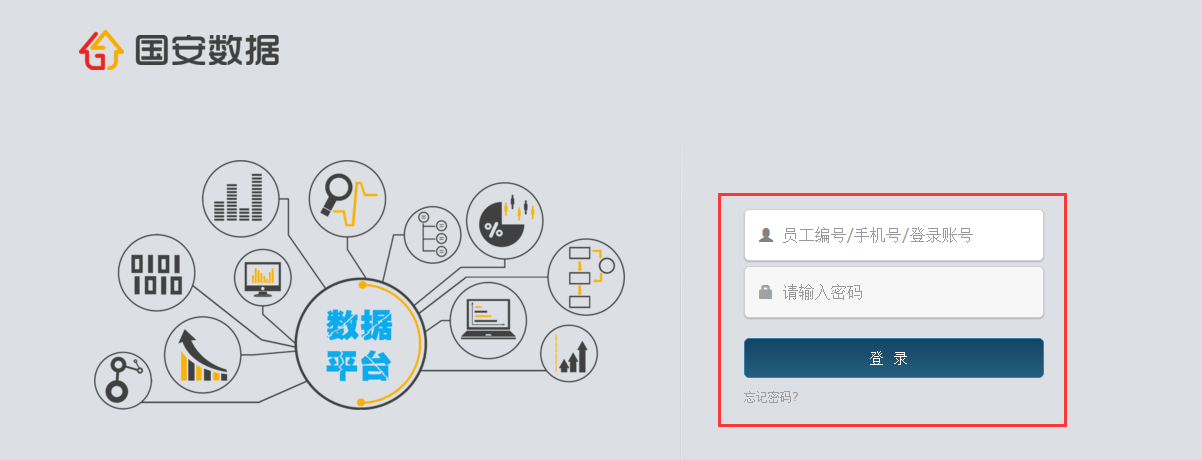 国安数据
0101
1010
%
数据
平台
员工编号/手机号/登录账号
请输入密码
登 录
忘记密码?